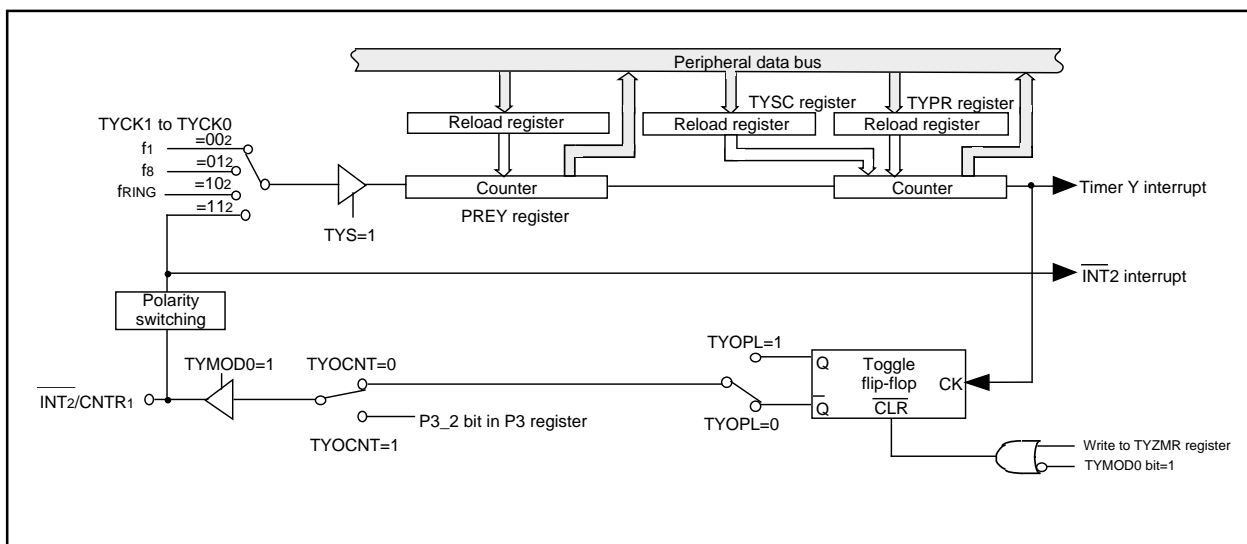 Peripheral data bus
TYSC register
TYPR register
Reload register
Reload register
Reload register
TYCK1 to TYCK0
f1
=002
f8
=012
fRING
=102
=112
TYS=1
Counter
PREY register
Counter
Timer Y interrupt
INT2 interrupt
Polarity
switching
TYMOD0=1
TYOCNT=0
TYOPL=1
INT2/CNTR1
P3_2 bit in P3 register
TYOCNT=1
TYOPL=0
Q
Toggle
flip-flop
CK
Q
CLR
Write to TYZMR register
TYMOD0 bit=1